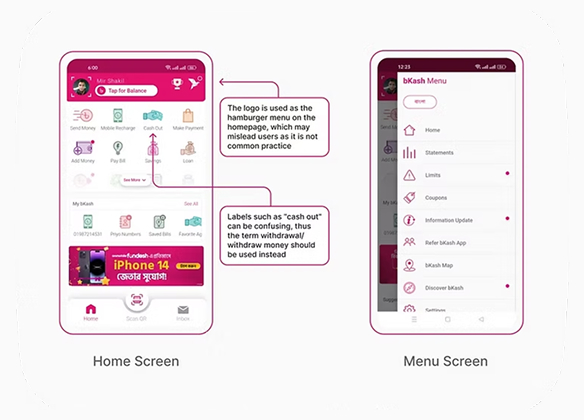 6:00
Mir Shakil
Tap for Balance
Send Money
Mobile Recharge
Cash Out
Make Payment
Add Money
Pay Bill
Savings
Loan
See More
My bKash
See All
01987314531
Priyo Numbers
Saved Bills
Favorite Ag
iPhone 14
জেতার সুযোগ!
Home
Scan QR
Inbox
Home Screen
The logo is used as the
hamburger menu on the
homepage, which may
mislead users as it is not
common practice
Labels such as "cash out"
can be confusing, thus
the term withdrawal/
withdraw money should
be used instead
12:23
bKash Menu
বাংলা
Home
Statements
Limits
Coupons
Information Update
Refer bKash App
bKash Map
Discover bKash
Settings
Menu Screen